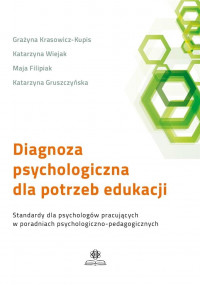 Grażyna Krasowicz-Kupis
Katarzyna Wiejak
Maja Filipiak
Katarzyna Gruszczyńska
Diagnoza
psychologiczna
dla potrzeb edukacji
Standardy dla psychologów pracujących
w poradniach psychologiczno-pedagogicznych